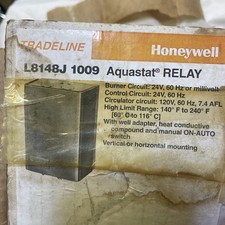 TRADELINE
Honeywell
L8148J 1009 Aquastat® RELAY
Burner Circuit: 24V, 60 Hz or millivolt
Control Circuit: 24V, 60 Hz
Circulator circuit: 120V, 60 Hz, 7.4 AFL
High Limit Range: 140° F to 240° F
[60° C to 116° C]
With well adapter, heat conductive
compound and manual ON-AUTO
switch
Vertical or horizontal mounting